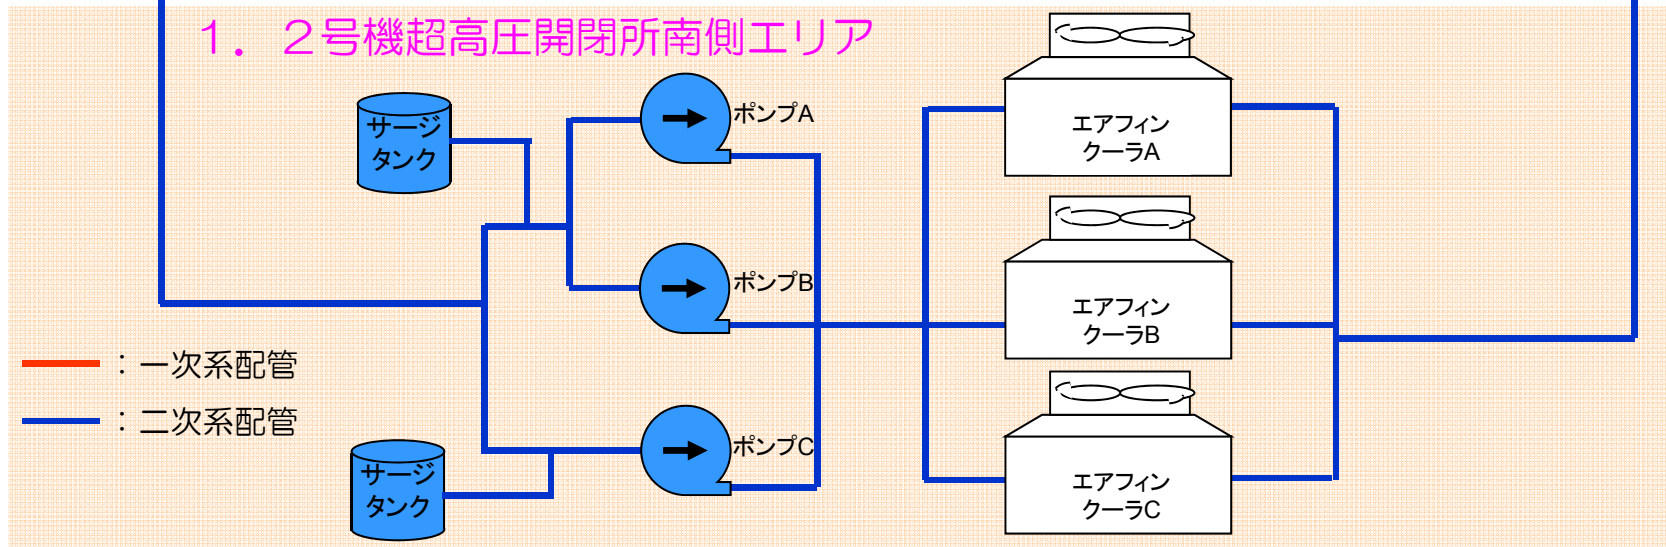 １．２号機超高圧開閉所南側エリア
サージ
タンク
ポンプA
エアフィン
クーラA
ポンプB
エアフィン
クーラB
：一次系配管
：二次系配管
サージ
タンク
ポンプC
エアフィン
クーラC